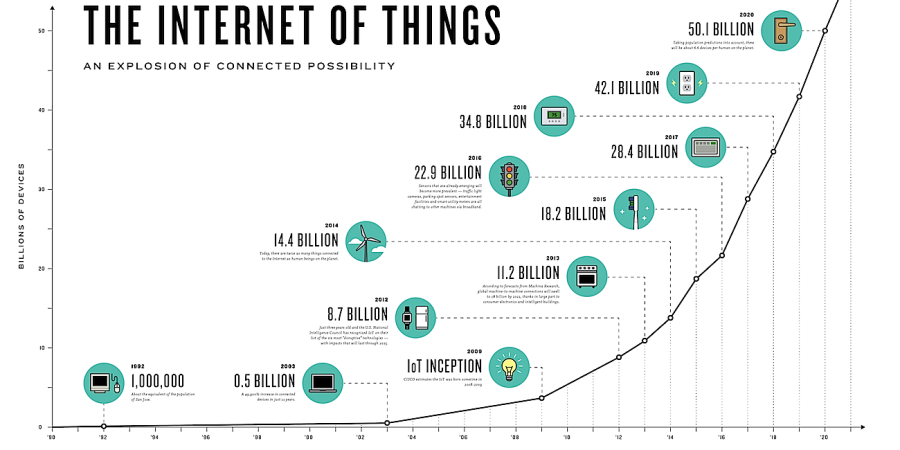 THE INTERNET OF THINGS
AN EXPLOSION OF CONNECTED POSSIBILITY
BILLIONS OF DEVICES
50
40
30
20
10
0
2020
50.1 BILLION
Taking population predictions into account, there
will be about 6.6 devices per human on the planet.
2019
42.1 BILLION
2018
34.8 BILLION
2017
28.4 BILLION
2016
22.9 BILLION
Sensors that are already emerging will
become more prevalent — traffic light
cameras, parking spot sensors, entertainment
facilities and smart utility meters are all
chatting to other machines via broadband.
2015
18.2 BILLION
2014
14.4 BILLION
Today, there are twice as many things connected
to the Internet as human beings on the planet.
2013
11.2 BILLION
According to forecasts from Machina Research,
global machine to machine connections will swell
to 18 billion by 2022, thanks in large part to
consumer electronics and intelligent buildings.
2012
8.7 BILLION
Just three years old and the U.S. National
Intelligence Council has recognized IoT as their
list of the six most "disruptive" technologies —
with impacts that will last through 2025.
2009
IoT INCEPTION
CISCO estimates the IoT was born sometime in
2008-2009
2003
0.5 BILLION
increase in connected
devices in just 11 years.
1992
1,000,000
About the equivalent of the population
of San Jose.
'90
'92
'94
'96
'98
'00
'02
'04
'06
'08
'10
'12
'14
'16
'18
'20